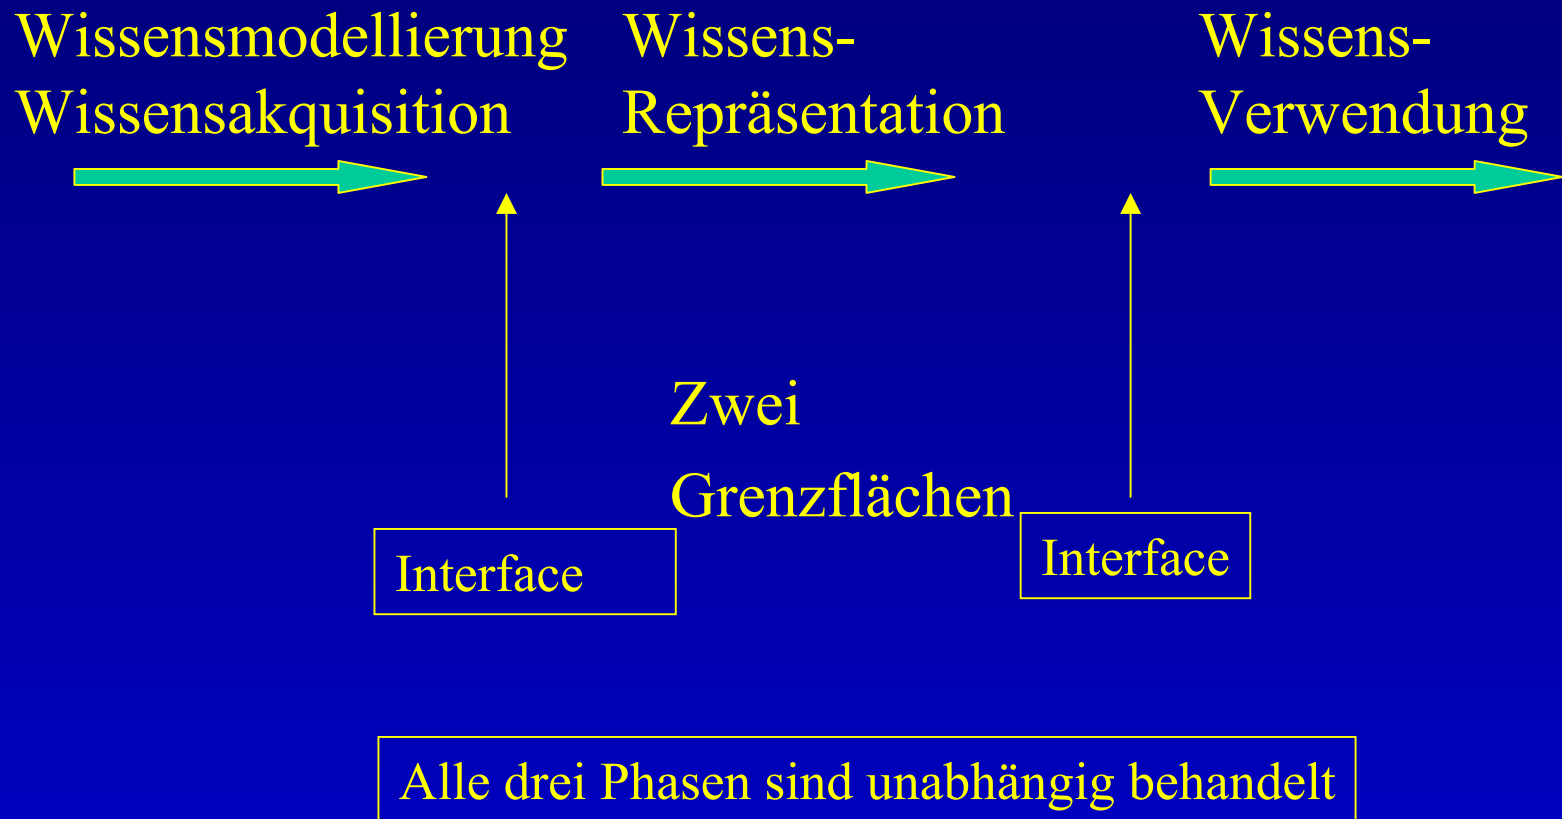 Wissensmodellierung
Wissensakquisition
Wissens-
Repräsentation
Wissens-
Verwendung
Zwei
Grenzflächen
Interface
Interface
Alle drei Phasen sind unabhängig behandelt